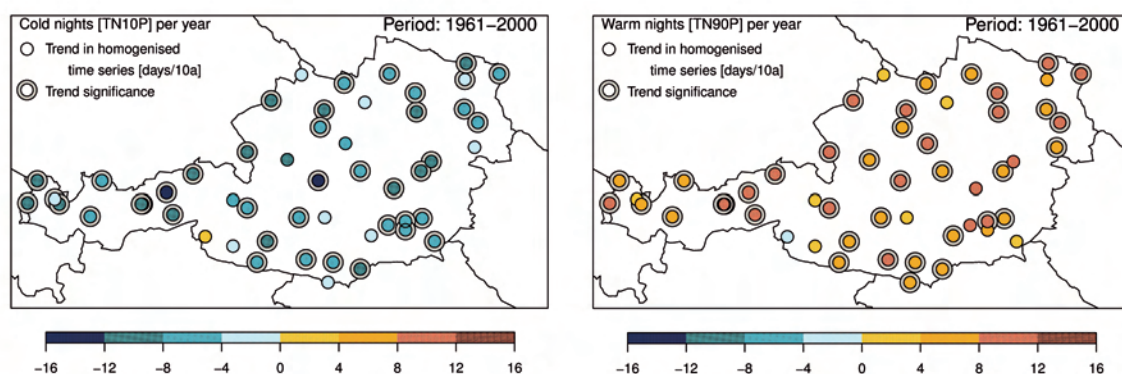 Cold nights [TN10P] per year
Period: 1961–2000
Trend in homogenised
time series [days/10a]
Trend significance
−16 −12 −8 −4 0 4 8 12 16
Warm nights [TN90P] per year
Period: 1961–2000
Trend in homogenised
time series [days/10a]
Trend significance
−16 −12 −8 −4 0 4 8 12 16